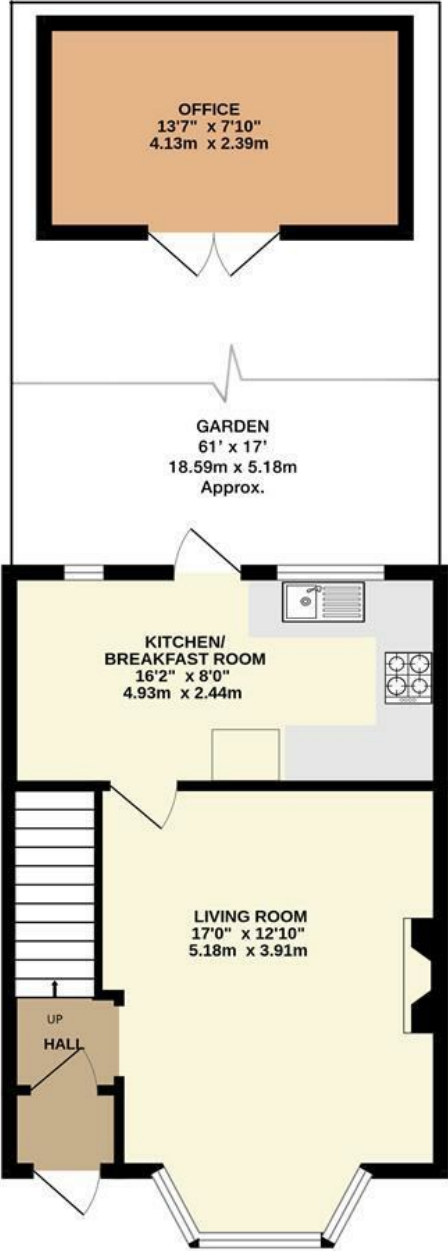 OFFICE
13'7" x 7'10"
4.13m x 2.39m
GARDEN
61' x 17'
18.59m x 5.18m
Approx.
KITCHEN/
BREAKFAST ROOM
16'2" x 8'0"
4.93m x 2.44m
LIVING ROOM
17'0" x 12'10"
5.18m x 3.91m
UP
HALL